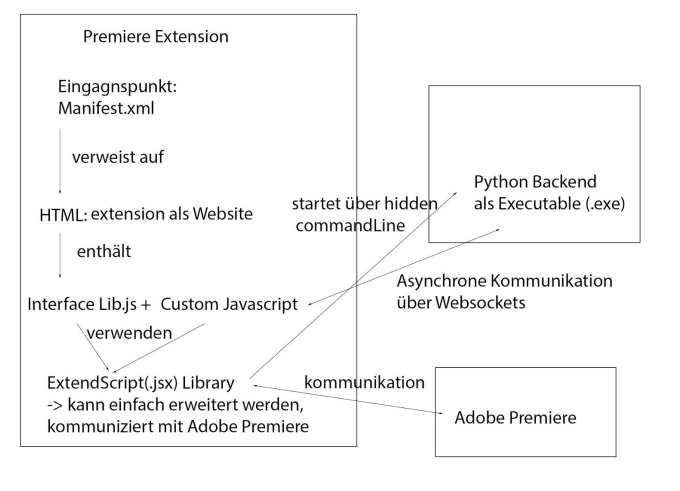 Premiere Extension
Eingagnspunkt:
Manifest.xml
verweist auf
HTML: extension als Website
enthält
Interface Lib.js + Custom Javascript
verwenden
ExtendScript(.jsx) Library
-> kann einfach erweitert werden,
kommuniziert mit Adobe Premiere
startet über hidden
commandLine
Python Backend
als Executable (.exe)
Asynchrone Kommunikation
über Websockets
kommunikation
Adobe Premiere